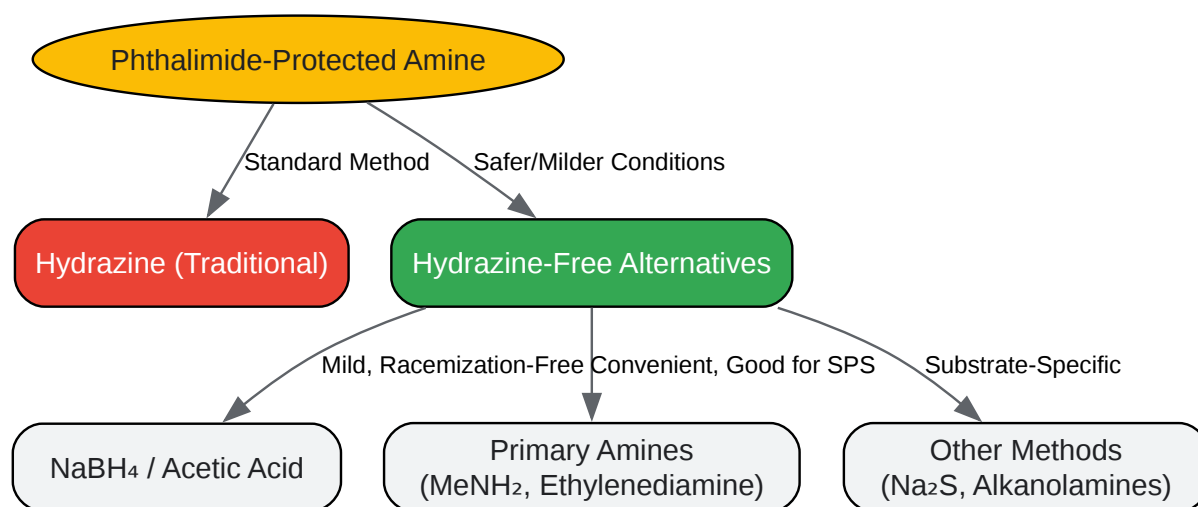 Phthalimide-Protected Amine
Standard Method
Safer/Milder Conditions
Hydrazine (Traditional)
Hydrazine-Free Alternatives
Mild, Racemization-Free
Convenient, Good for SPS
Substrate-Specific
NaBH₄ / Acetic Acid
Primary Amines
(MeNH₂, Ethylenediamine)
Other Methods
(Na₂S, Alkanolamines)